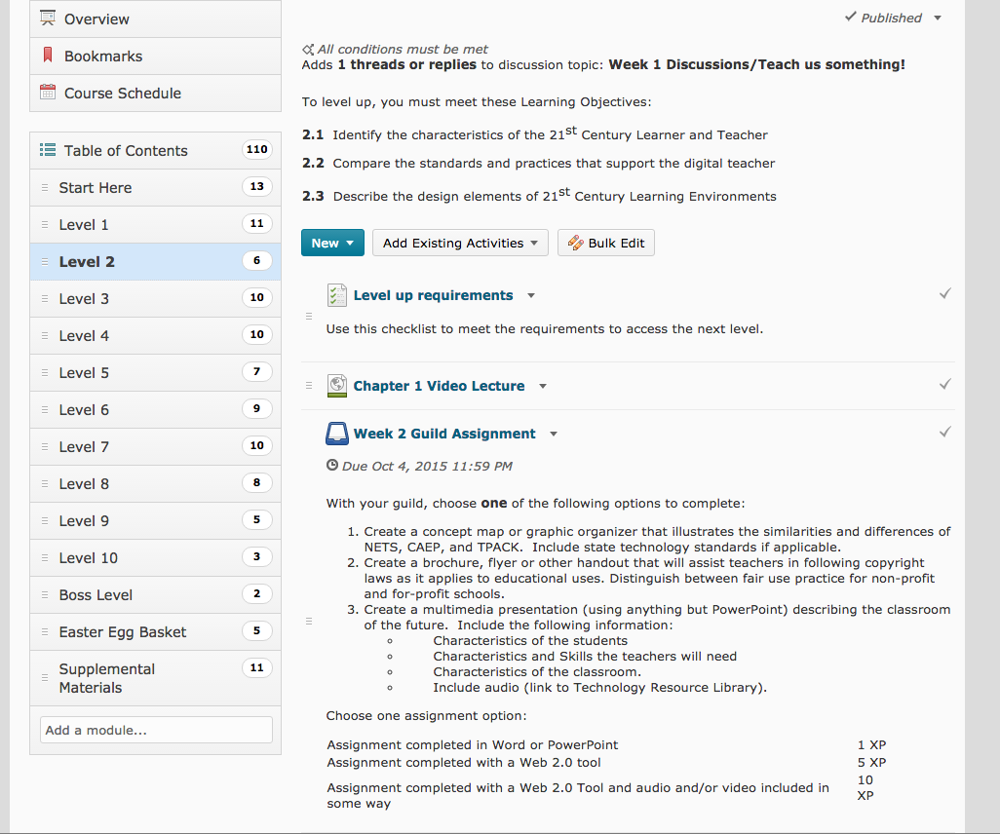 Overview
Bookmarks
Course Schedule
Table of Contents 110
Start Here 13
Level 1 11
Level 2 6
Level 3 10
Level 4 10
Level 5 7
Level 6 9
Level 7 10
Level 8 8
Level 9 5
Level 10 3
Boss Level 2
Easter Egg Basket 5
Supplemental 11
Materials
Add a module...
Published
All conditions must be met
Adds 1 threads or replies to discussion topic: Week 1 Discussions/Teach us something!
To level up, you must meet these Learning Objectives:
2.1 Identify the characteristics of the 21st Century Learner and Teacher
2.2 Compare the standards and practices that support the digital teacher
2.3 Describe the design elements of 21st Century Learning Environments
New Add Existing Activities Bulk Edit
Level up requirements
Use this checklist to meet the requirements to access the next level.
Chapter 1 Video Lecture
Week 2 Guild Assignment
Due Oct 4, 2015 11:59 PM
With your guild, choose one of the following options to complete:
1. Create a concept map or graphic organizer that illustrates the similarities and differences of
NETS, CAEP, and TPACK. Include state technology standards if applicable.
2. Create a brochure, flyer or other handout that will assist teachers in following copyright
laws as it applies to educational uses. Distinguish between fair use practice for non-profit
and for-profit schools.
3. Create a multimedia presentation (using anything but PowerPoint) describing the classroom
of the future. Include the following information:
Characteristics of the students
Characteristics and Skills the teachers will need
Characteristics of the classroom.
Include audio (link to Technology Resource Library).
Choose one assignment option:
Assignment completed in Word or PowerPoint 1 XP
Assignment completed with a Web 2.0 tool 5 XP
Assignment completed with a Web 2.0 Tool and audio and/or video included in 10 XP
some way